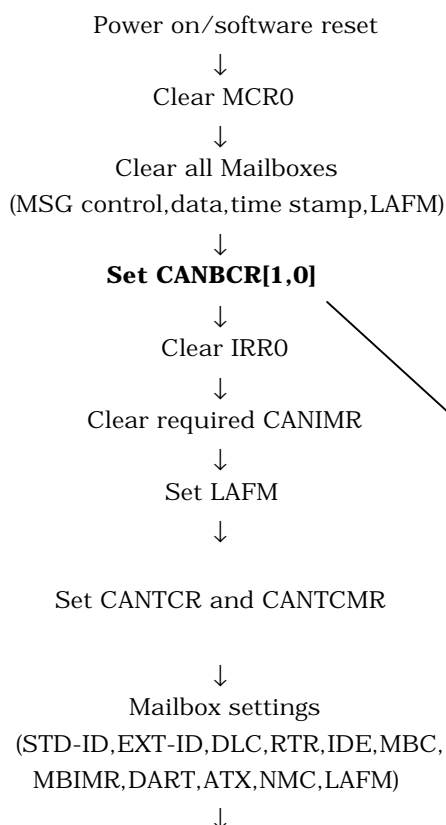 Power on/software reset
↓
Clear MCR0
↓
Clear all Mailboxes
(MSG control,data,time stamp,LAFM)
↓
Set CANBCR[1,0]
↓
Clear IRR0
↓
Clear required CANIMR
↓
Set LAFM
↓
Set CANTCR and CANTCMR
↓
Mailbox settings
(STD-ID,EXT-ID,DLC,RTR,IDE,MBC,
MBIMR,DART,ATX,NMC,LAFM)
↓